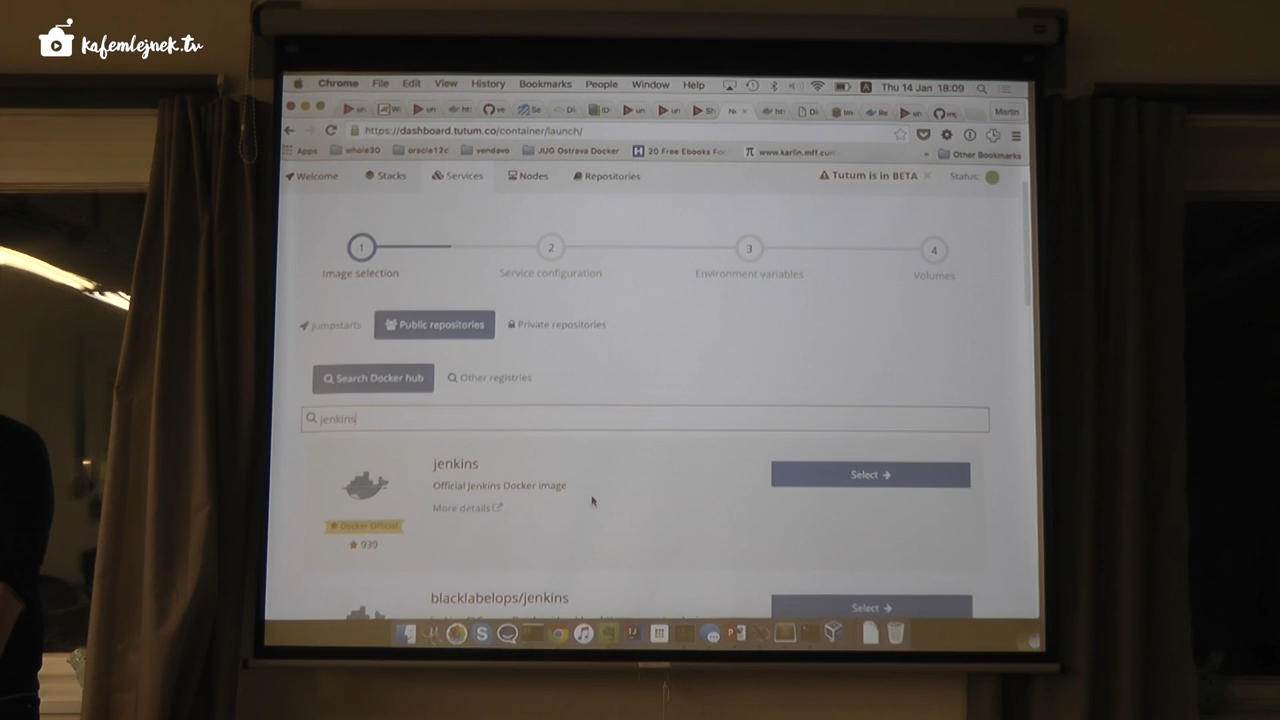 kafemlejnek.tv
Chrome File Edit View History Bookmarks People Window Help Thu 14 Jan 18:09
Martin
https://dashboard.tutum.co/container/launch/
Apps whole30 oracle12c vendavo JUG Ostrava Docker 20 Free Ebooks For www.karlin.mff.cun Other Bookmarks
Welcome Stacks Services Nodes Repositories Tutum is in BETA Status:
1 2 3 4
Image selection Service configuration Environment variables Volumes
Jumpstarts Public repositories Private repositories
Search Docker hub Other registries
jenkins
jenkins
Select
Official Jenkins Docker image
More details
Docker Official
939
blacklabelops/jenkins
Select